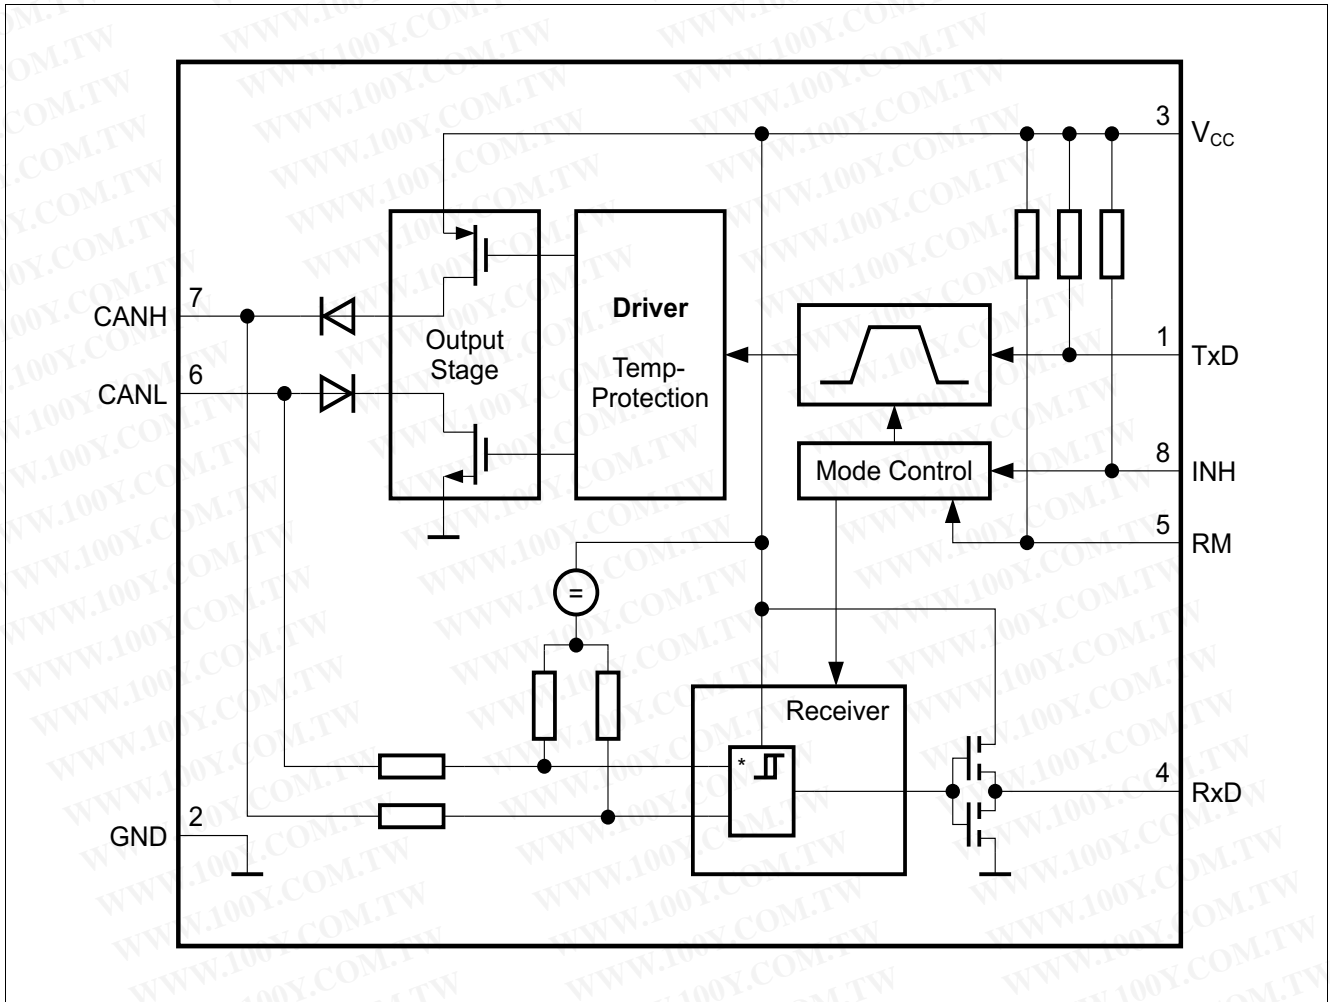 3
V_CC
7
CANH
Output
Stage
Driver
Temp-
Protection
1
TxD
6
CANL
Mode Control
8
INH
5
RM
=
Receiver
*
4
RxD
2
GND
WWW.100Y.COM.TW